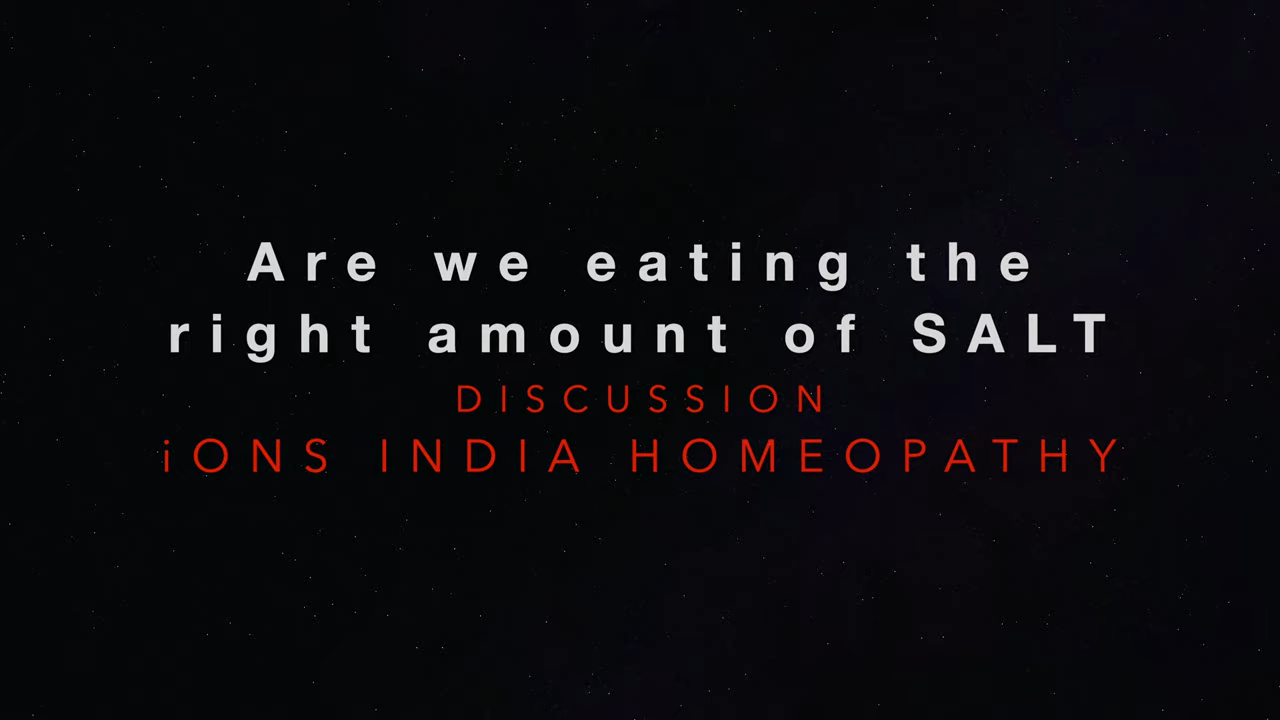 Are we eating the
right amount of SALT
DISCUSSION
iONS INDIA HOMEOPATHY